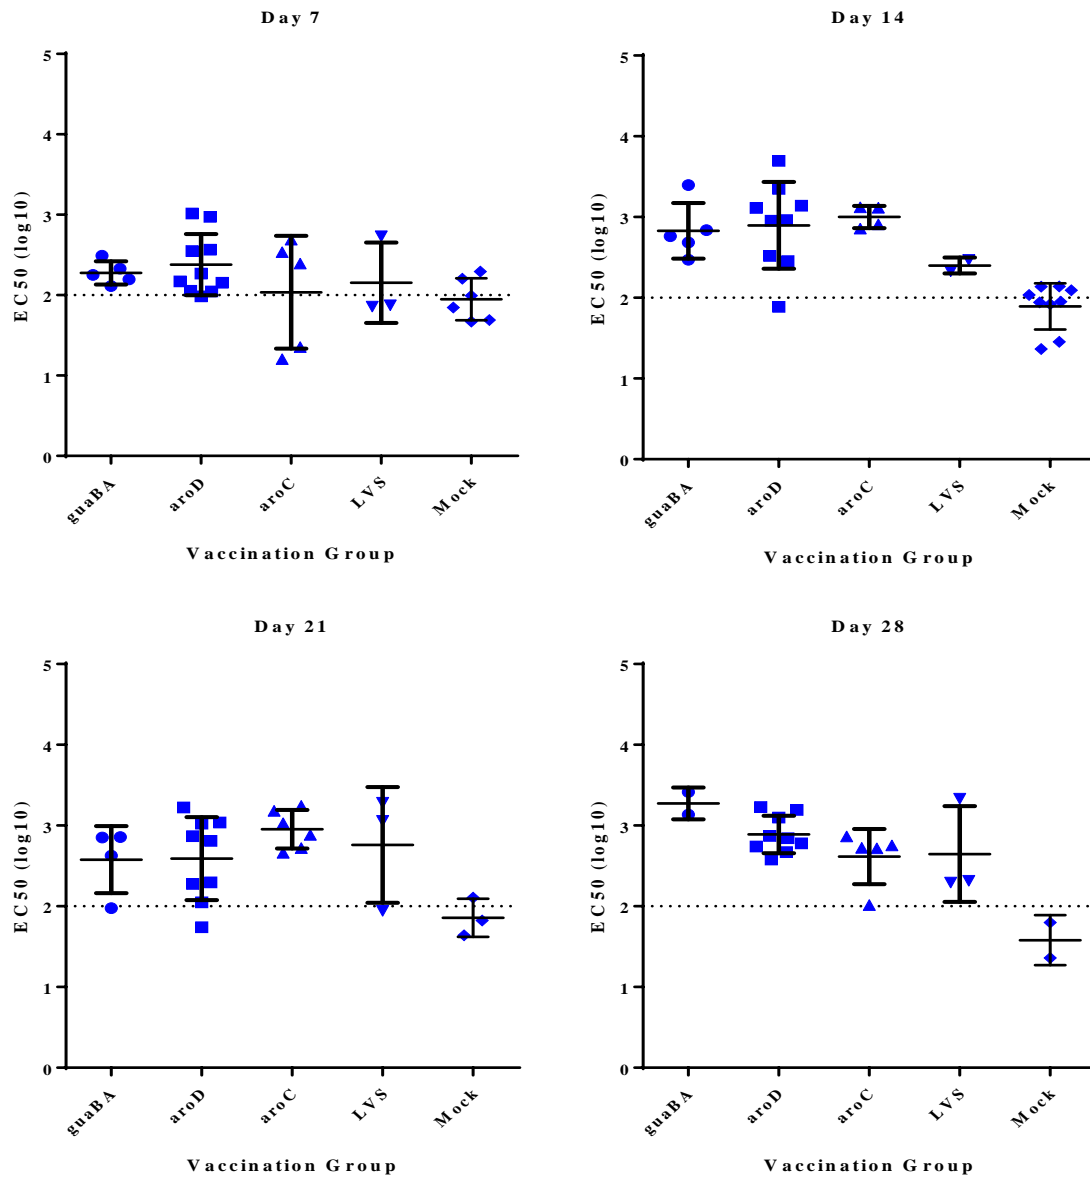 Day 7
5
4
3
2
1
0
EC50 (log10)
guaBA
aroD
aroC
LVS
Mock
Vaccination Group
Day 14
5
4
3
2
1
0
EC50 (log10)
guaBA
aroD
aroC
LVS
Mock
Vaccination Group
Day 21
5
4
3
2
1
0
EC50 (log10)
guaBA
aroD
aroC
LVS
Mock
Vaccination Group
Day 28
5
4
3
2
1
0
EC50 (log10)
guaBA
aroD
aroC
LVS
Mock
Vaccination Group